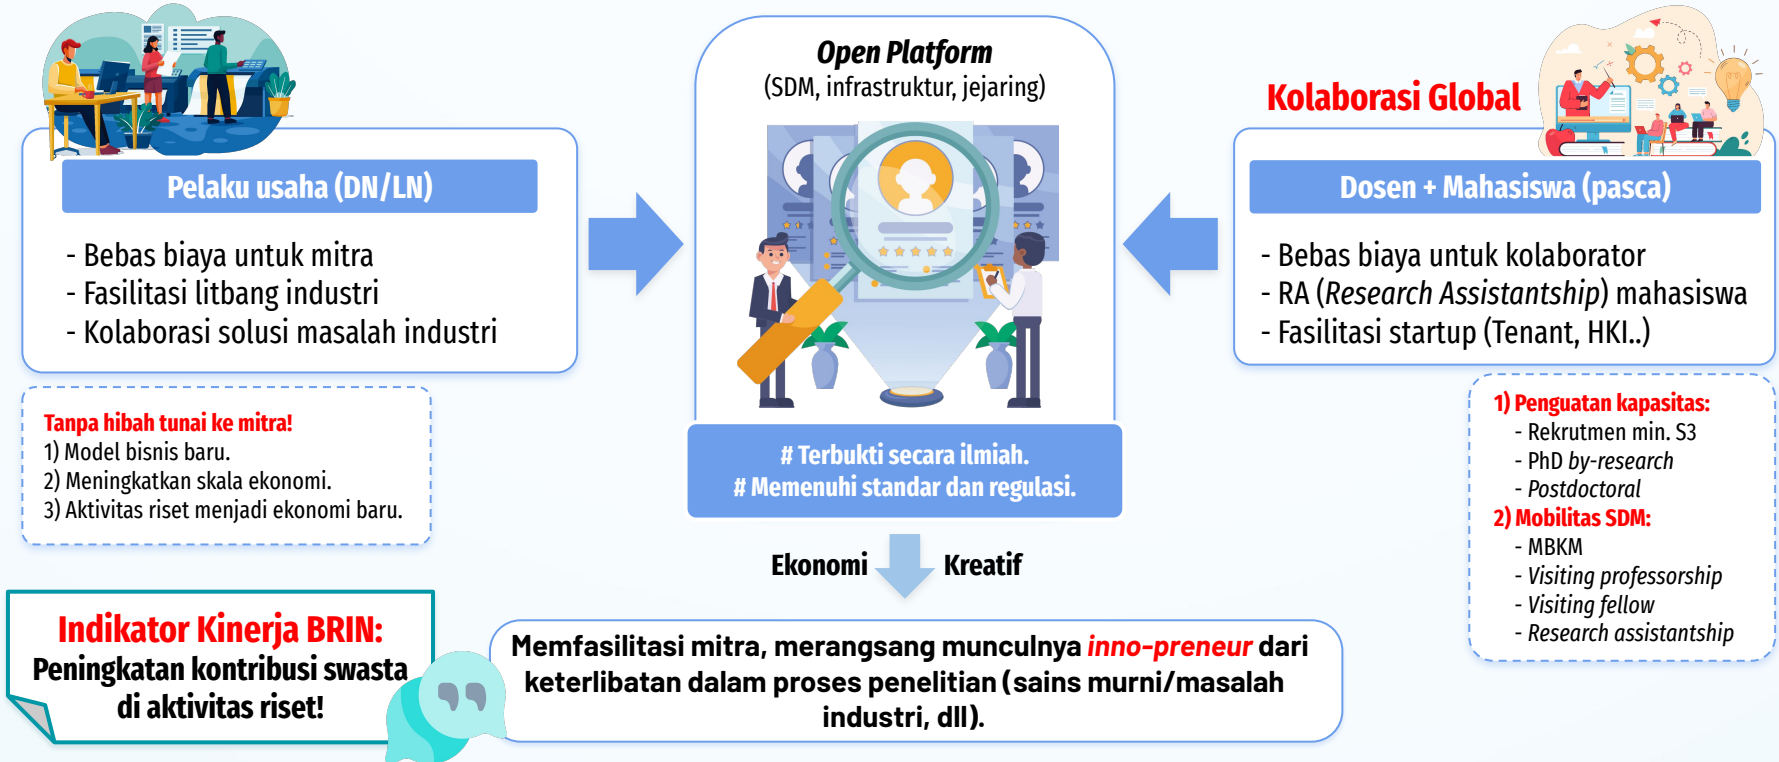 Pelaku usaha (DN/LN)
- Bebas biaya untuk mitra
- Fasilitasi litbang industri
- Kolaborasi solusi masalah industri
Tanpa hibah tunai ke mitra!
1) Model bisnis baru.
2) Meningkatkan skala ekonomi.
3) Aktivitas riset menjadi ekonomi baru.
Open Platform
(SDM, infrastruktur, jejaring)
# Terbukti secara ilmiah.
# Memenuhi standar dan regulasi.
Kolaborasi Global
Dosen + Mahasiswa (pasca)
- Bebas biaya untuk kolaborator
- RA (Research Assistantship) mahasiswa
- Fasilitasi startup (Tenant, HKI..)
1) Penguatan kapasitas:
- Rekrutmen min. S3
- PhD by-research
- Postdoctoral
2) Mobilitas SDM:
- MBKM
- Visiting professorship
- Visiting fellow
- Research assistantship
Ekonomi Kreatif
Indikator Kinerja BRIN:
Peningkatan kontribusi swasta
di aktivitas riset!
Memfasilitasi mitra, merangsang munculnya inno-preneur dari
keterlibatan dalam proses penelitian (sains murni/masalah
industri, dll).